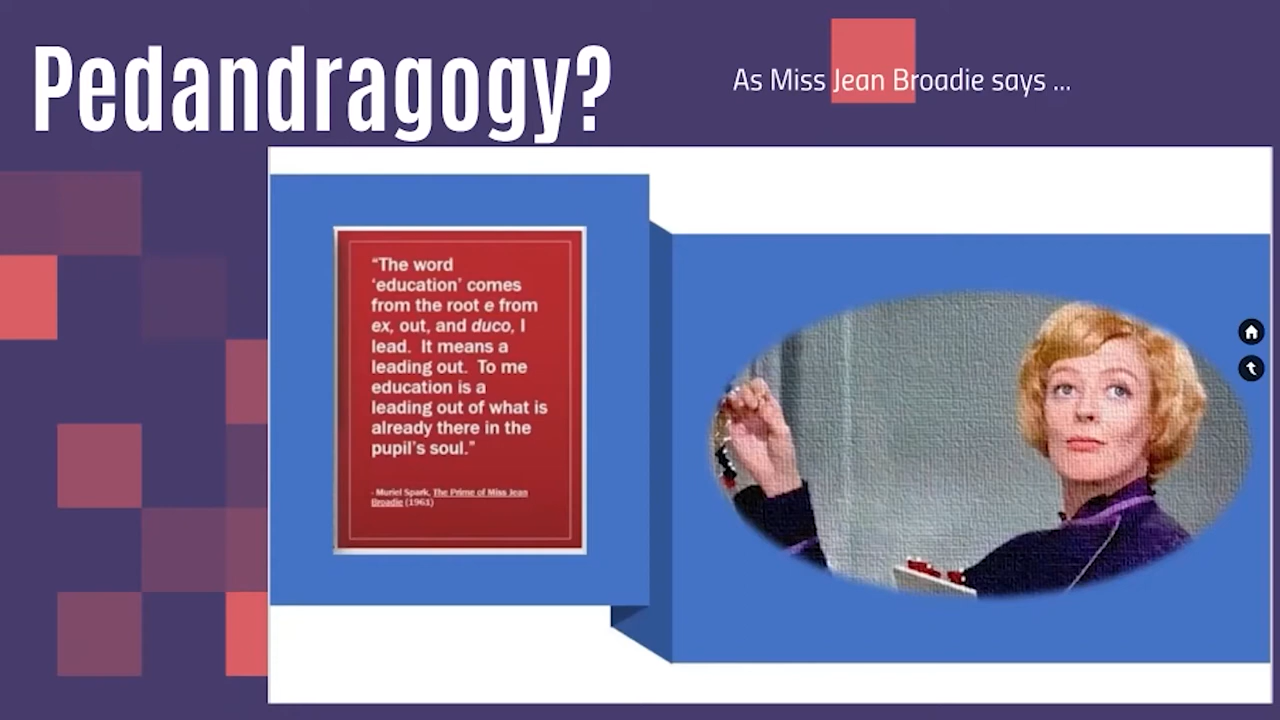 Pedandragogy?
As Miss Jean Broadie says ...
“The word
‘education’ comes
from the root e from
ex, out, and duco, I
lead. It means a
leading out. To me
education is a
leading out of what is
already there in the
pupil’s soul.”
- Muriel Spark, The Prime of Miss Jean
Broadie (1961)